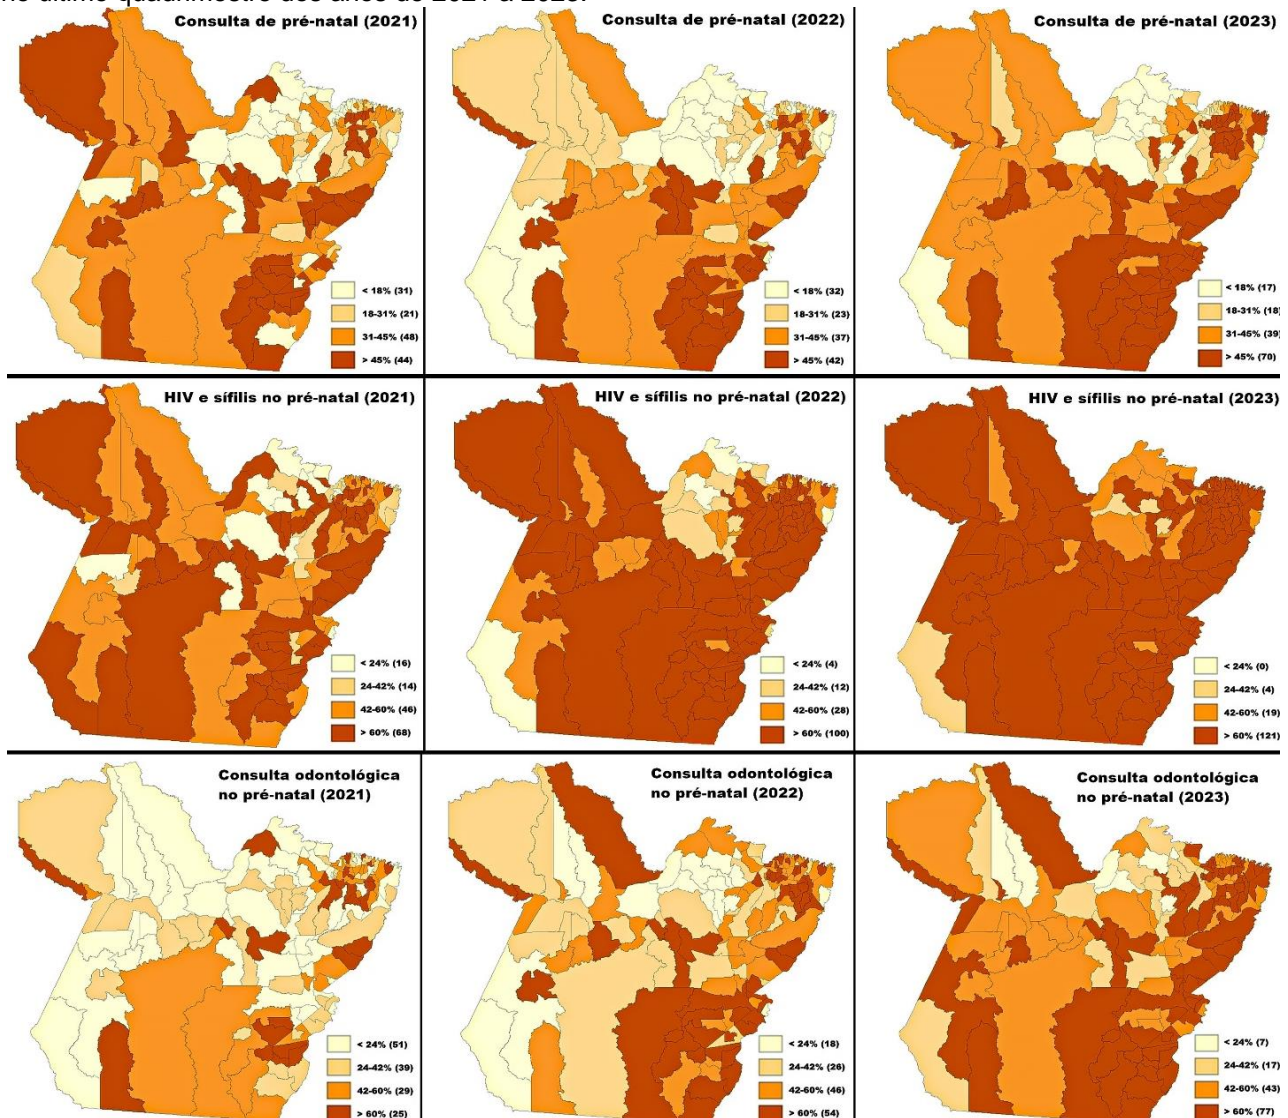 no último quadrimestre dos anos de 2021 a 2023.
Consulta de pré-natal (2021)
< 18% (31)
18-31% (21)
31-45% (48)
> 45% (44)
Consulta de pré-natal (2022)
< 18% (32)
18-31% (23)
31-45% (37)
> 45% (42)
Consulta de pré-natal (2023)
< 18% (17)
18-31% (18)
31-45% (39)
> 45% (70)
HIV e sífilis no pré-natal (2021)
< 24% (16)
24-42% (14)
42-60% (46)
> 60% (68)
HIV e sífilis no pré-natal (2022)
< 24% (4)
24-42% (12)
42-60% (28)
> 60% (100)
HIV e sífilis no pré-natal (2023)
< 24% (0)
24-42% (4)
42-60% (19)
> 60% (121)
Consulta odontológica
no pré-natal (2021)
< 24% (51)
24-42% (39)
42-60% (29)
> 60% (25)
Consulta odontológica
no pré-natal (2022)
< 24% (18)
24-42% (26)
42-60% (46)
> 60% (54)
Consulta odontológica
no pré-natal (2023)
< 24% (7)
24-42% (17)
42-60% (43)
> 60% (77)